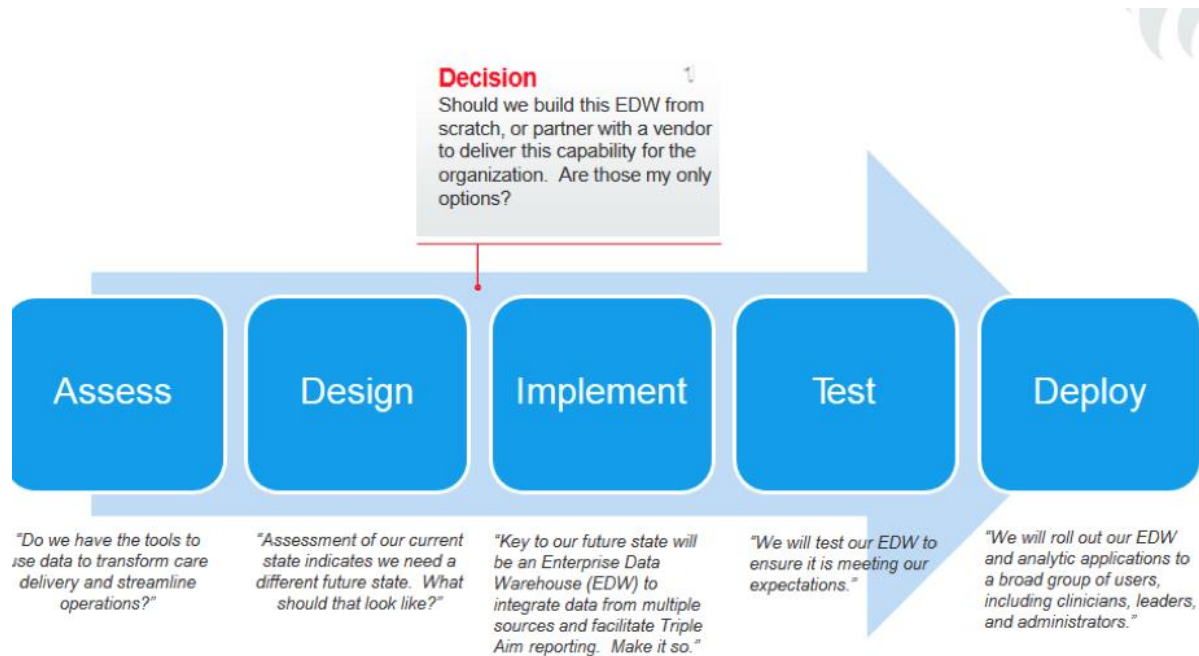 Decision 1
Should we build this EDW from
scratch, or partner with a vendor
to deliver this capability for the
organization. Are those my only
options?
Assess
Design
Implement
Test
Deploy
"Do we have the tools to
use data to transform care
delivery and streamline
operations?"
"Assessment of our current
state indicates we need a
different future state. What
should that look like?"
"Key to our future state will
be an Enterprise Data
Warehouse (EDW) to
integrate data from multiple
sources and facilitate Triple
Aim reporting. Make it so."
"We will test our EDW to
ensure it is meeting our
expectations."
"We will roll out our EDW
and analytic applications to
a broad group of users,
including clinicians, leaders,
and administrators."